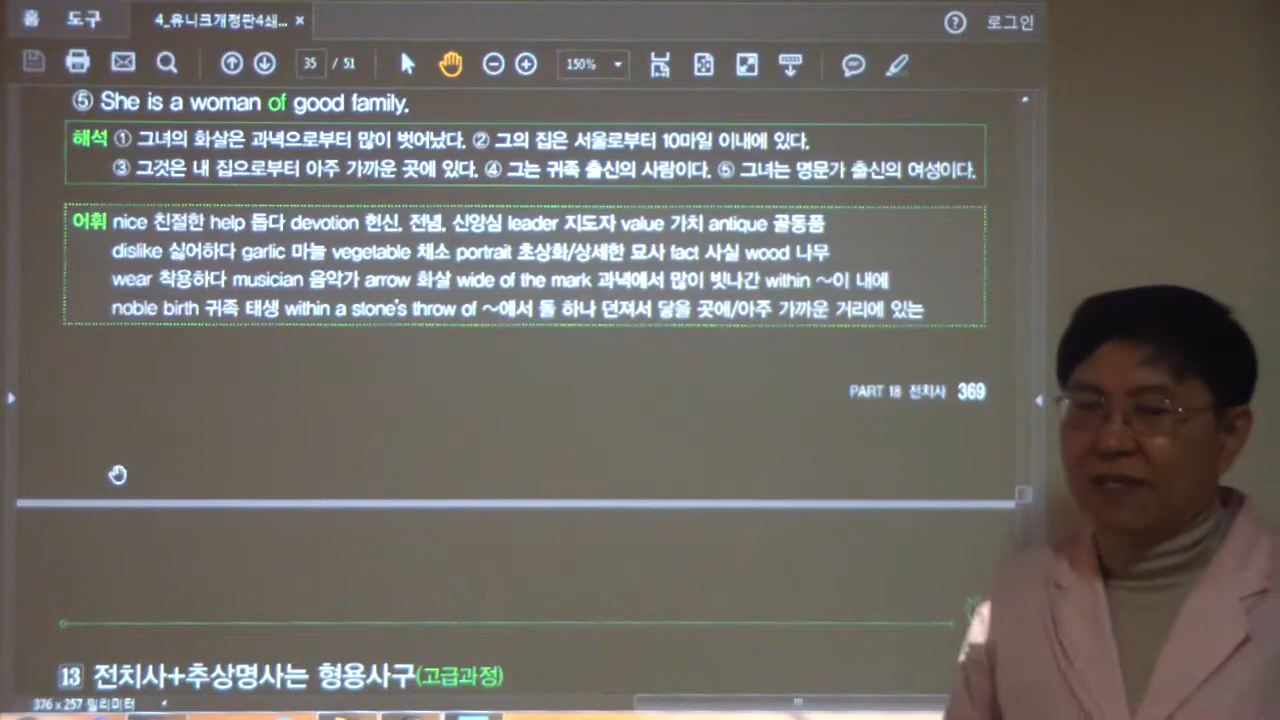 홈 도구 4_유니크개정판4쇄... × ? 로그인
35 / 51 150%
⑤ She is a woman of good family.
해석 ① 그녀의 화살은 과녁으로부터 많이 벗어났다. ② 그의 집은 서울로부터 10마일 이내에 있다.
③ 그것은 내 집으로부터 아주 가까운 곳에 있다. ④ 그는 귀족 출신의 사람이다. ⑤ 그녀는 명문가 출신의 여성이다.
어휘 nice 친절한 help 돕다 devotion 헌신, 전념, 신앙심 leader 지도자 value 가치 antique 골동품
dislike 싫어하다 garlic 마늘 vegetable 채소 portrait 초상화/상세한 묘사 fact 사실 wood 나무
wear 착용하다 musician 음악가 arrow 화살 wide of the mark 과녁에서 많이 빗나간 within ～이 내에
noble birth 귀족 태생 within a stone's throw of ～에서 돌 하나 던져서 닿을 곳에/아주 가까운 거리에 있는
PART 18 전치사 369
13 전치사+추상명사는 형용사구(고급과정)
376 x 257 밀리미터